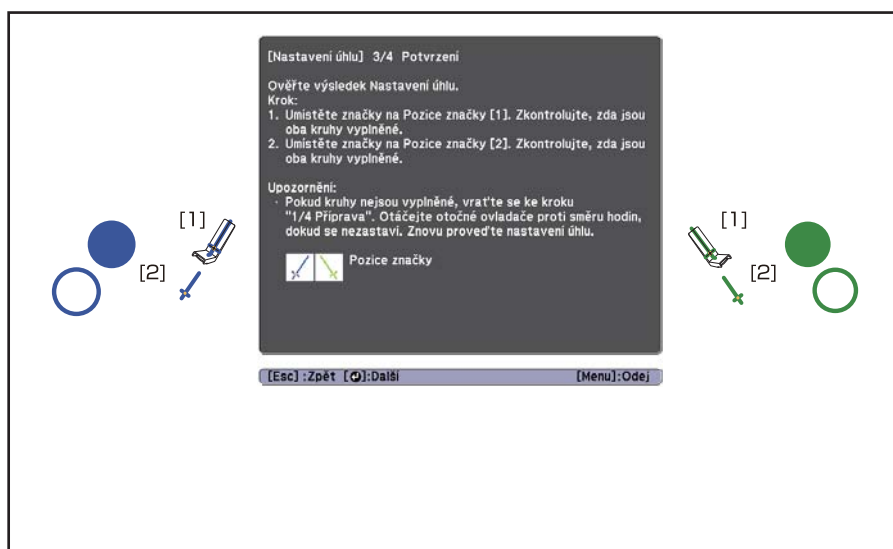 [Nastavení úhlu] 3/4 Potvrzení
Ověřte výsledek Nastavení úhlu.
Krok:
1. Umístěte značky na Pozice značky [1]. Zkontrolujte, zda jsou
oba kruhy vyplněné.
2. Umístěte značky na Pozice značky [2]. Zkontrolujte, zda jsou
oba kruhy vyplněné.
Upozornění:
· Pokud kruhy nejsou vyplněné, vraťte se ke kroku
"1/4 Příprava". Otáčejte otočné ovladače proti směru hodin,
dokud se nezastaví. Znovu proveďte nastavení úhlu.
Pozice značky
[1]
[2]
[1]
[2]
[Esc] :Zpět [⏎]:Další [Menu]:Odej